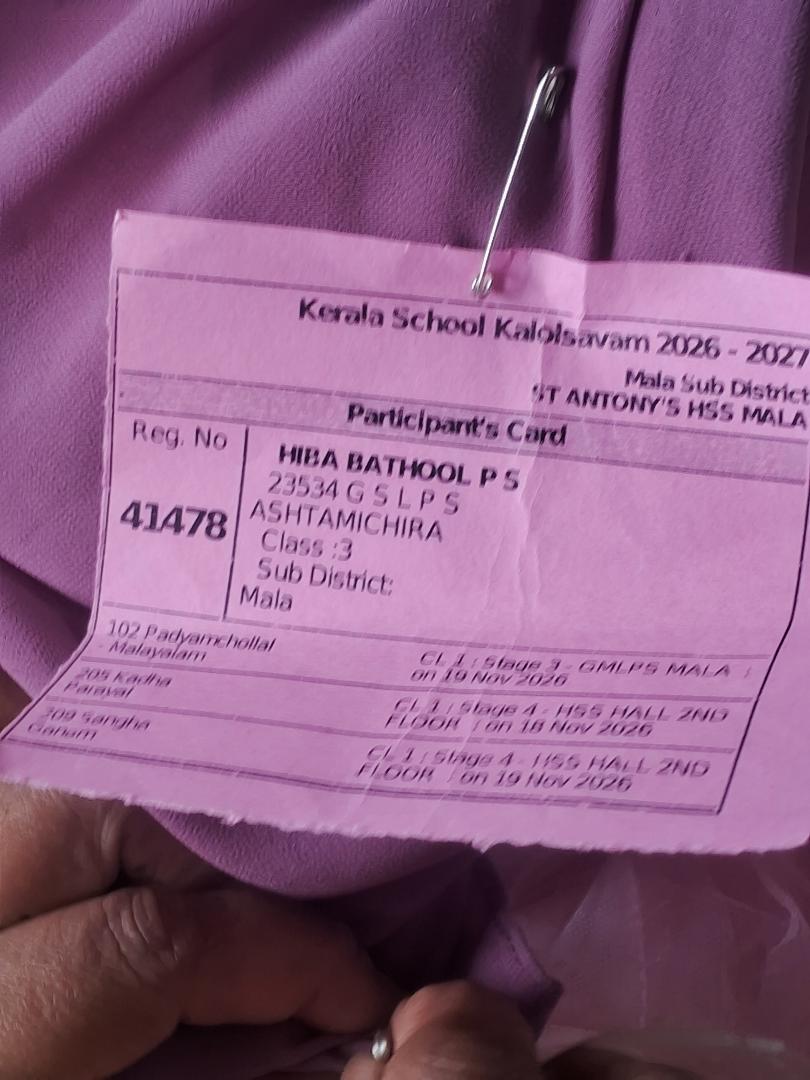 Kerala School Kalolsavam 2026 - 2027
Mala Sub District
ST ANTONY'S HSS MALA
Participant's Card
Reg. No
41478
HIBA BATHOOL P S
23534 G S L P S
ASHTAMICHIRA
Class :3
Sub District:
Mala
102 Padyamchollal
- Malayalam
CL 1 : Stage 3 - GMLPS MALA :
on 19 Nov 2026
205 Kadha
Parayal
CL 1 : Stage 4 - HSS HALL 2ND
FLOOR : on 18 Nov 2026
209 Sangha
Ganam
CL 1 : Stage 4 - HSS HALL 2ND
FLOOR : on 19 Nov 2026